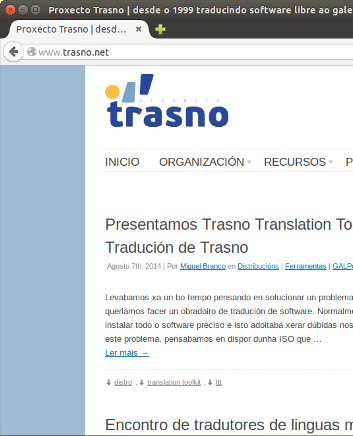 Proxecto Trasno | desde o 1999 traducindo software libre ao gale
Proxecto Trasno | desd...
www.trasno.net
proxecto
trasno
INICIO ORGANIZACIÓN RECURSOS P
Presentamos Trasno Translation To
Tradución de Trasno
Agosto 7th, 2014 | Por Miguel Branco en Distribucións | Ferramentas | GALPo
Levabamos xa un bo tempo pensando en solucionar un problema
queriamos facer un obradoiro de tradución de software. Normalme
instalar todo o software preciso e isto adoitaba xerar dúbidas nos
este problema, pensabamos en dispor dunha ISO que …
Ler máis →
distro , translation toolkit , ttt
Encontro de tradutores de linguas m